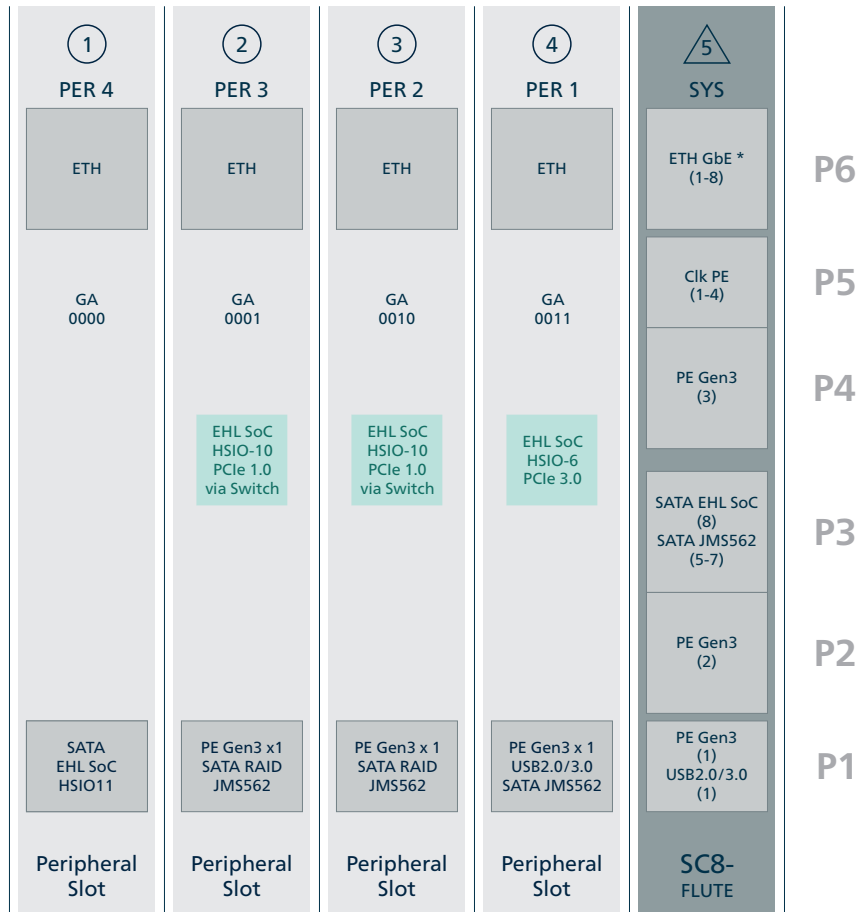 1
PER 4
ETH
GA
0000
SATA
EHL SoC
HSIO11
Peripheral
Slot
2
PER 3
ETH
GA
0001
EHL SoC
HSIO-10
PCIe 1.0
via Switch
PE Gen3 x1
SATA RAID
JMS562
Peripheral
Slot
3
PER 2
ETH
GA
0010
EHL SoC
HSIO-10
PCIe 1.0
via Switch
PE Gen3 x 1
SATA RAID
JMS562
Peripheral
Slot
4
PER 1
ETH
GA
0011
EHL SoC
HSIO-6
PCIe 3.0
PE Gen3 x 1
USB2.0/3.0
SATA JMS562
Peripheral
Slot
5
SYS
ETH GbE *
(1-8)
Clk PE
(1-4)
PE Gen3
(3)
SATA EHL SoC
(8)
SATA JMS562
(5-7)
PE Gen3
(2)
PE Gen3
(1)
USB2.0/3.0
(1)
SC8-
FLUTE
P6
P5
P4
P3
P2
P1